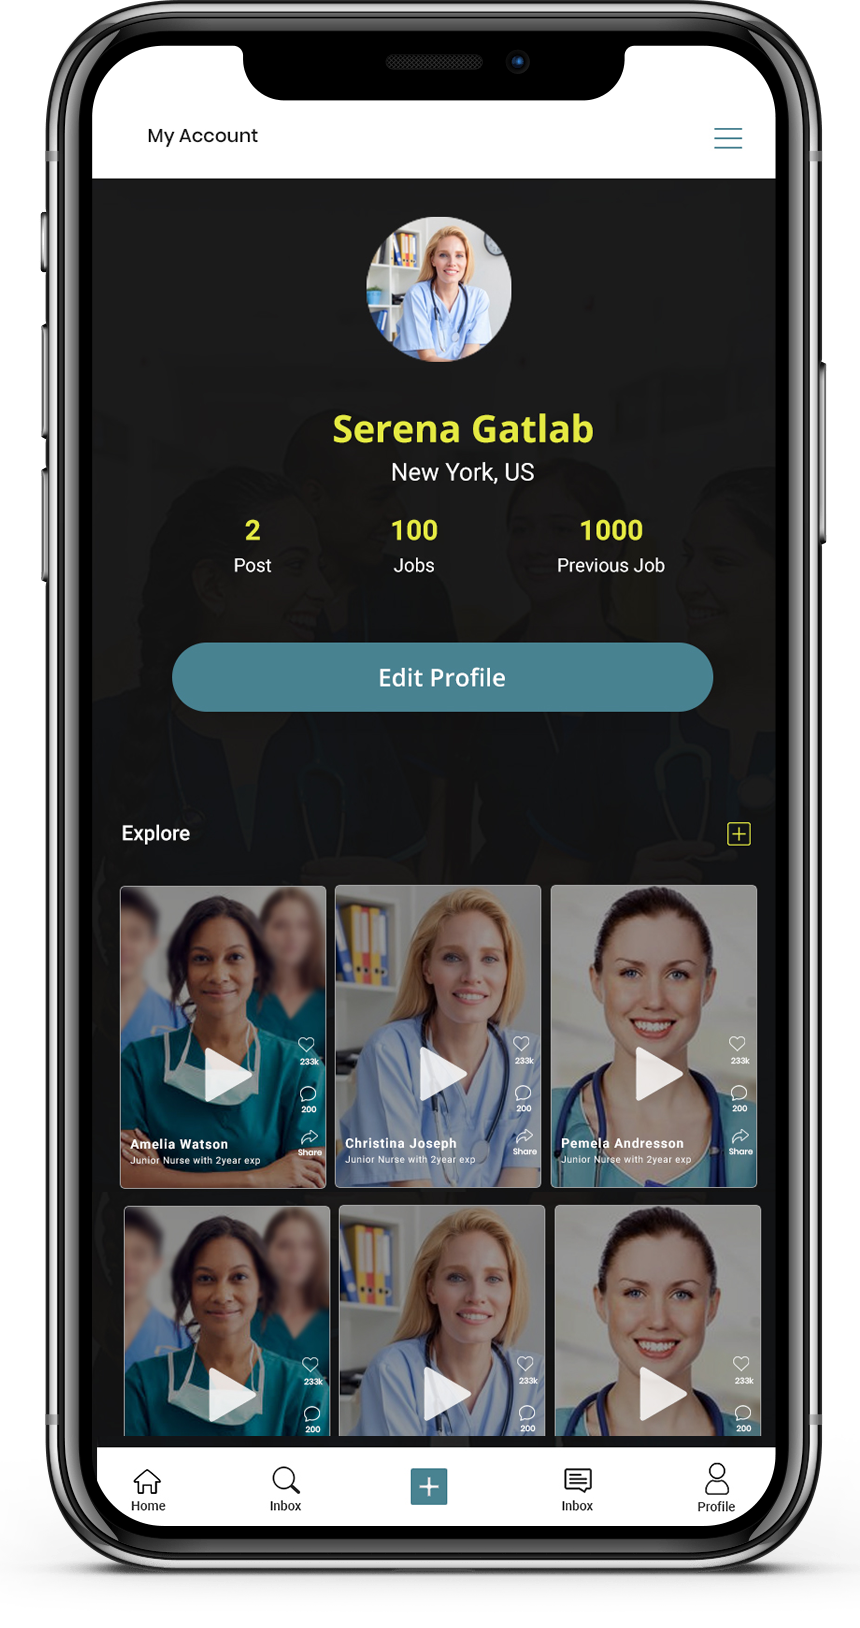 My Account
Serena Gatlab
New York, US
2 100 1000
Post Jobs Previous Job
Edit Profile
Explore
233k 233k 233k
200 200 200
Amelia Watson Christina Joseph Pemela Andresson
Share Share Share
Junior Nurse with 2year exp Junior Nurse with 2year exp Junior Nurse with 2year exp
233k 233k 233k
200 200 200
Home Inbox Inbox Profile